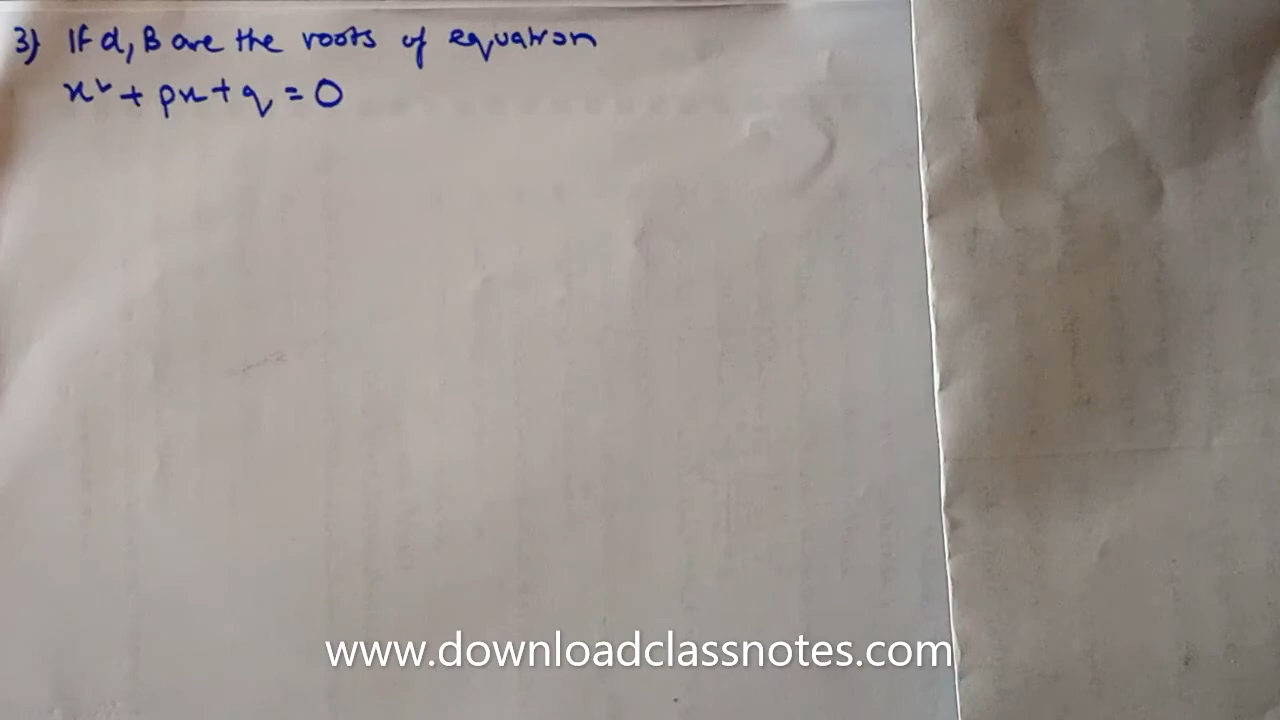 3) If α, β are the roots of equation
x² + px + q = 0
www.downloadclassnotes.com